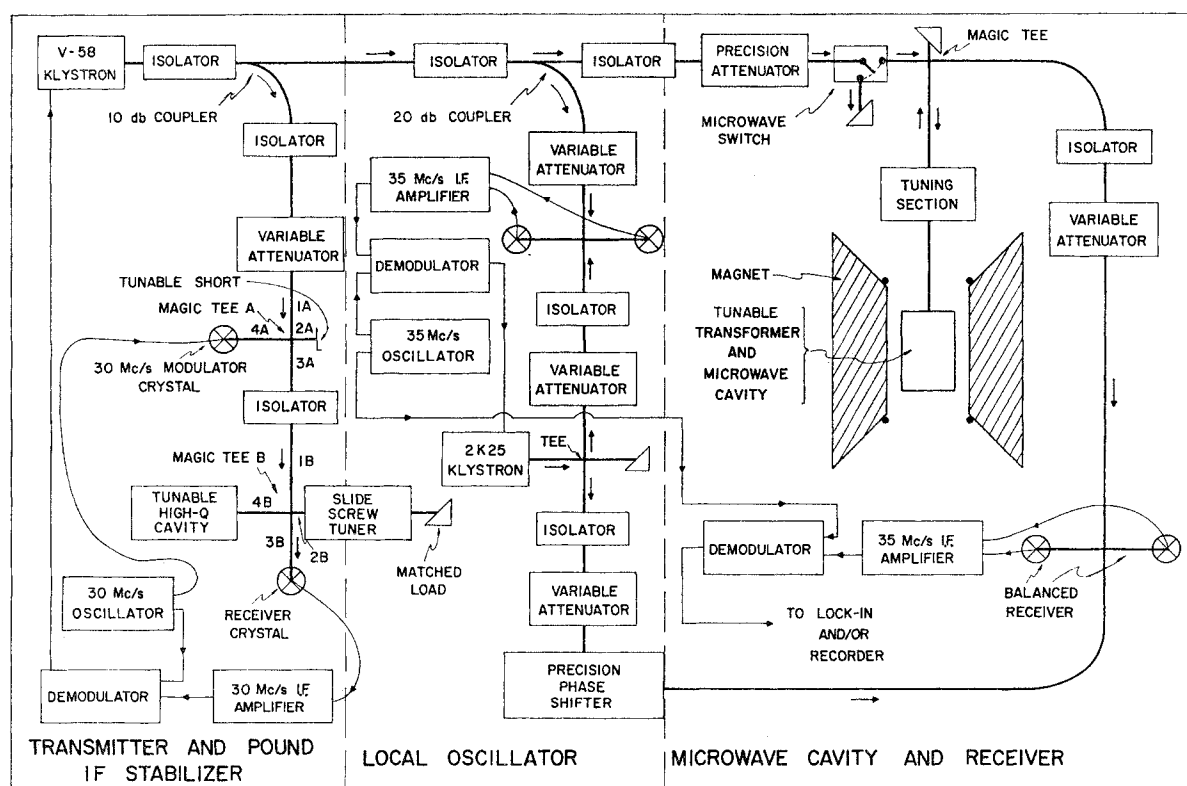 V-58
KLYSTRON
ISOLATOR
10 db COUPLER
ISOLATOR
VARIABLE
ATTENUATOR
TUNABLE SHORT
MAGIC TEE A
1A
4A
2A
3A
30 Mc/s MODULATOR
CRYSTAL
ISOLATOR
MAGIC TEE B
1B
TUNABLE
HIGH-Q
CAVITY
4B
SLIDE
SCREW
TUNER
3B
2B
MATCHED
LOAD
30 Mc/s
OSCILLATOR
RECEIVER
CRYSTAL
DEMODULATOR
30 Mc/s I.F.
AMPLIFIER
TRANSMITTER AND POUND
IF STABILIZER
ISOLATOR
20 db COUPLER
VARIABLE
ATTENUATOR
35 Mc/s I.F.
AMPLIFIER
DEMODULATOR
35 Mc/s
OSCILLATOR
ISOLATOR
VARIABLE
ATTENUATOR
TEE
2K25
KLYSTRON
ISOLATOR
VARIABLE
ATTENUATOR
PRECISION
PHASE
SHIFTER
LOCAL OSCILLATOR
ISOLATOR
PRECISION
ATTENUATOR
MAGIC TEE
MICROWAVE
SWITCH
ISOLATOR
TUNING
SECTION
VARIABLE
ATTENUATOR
MAGNET
TUNABLE
TRANSFORMER
AND
MICROWAVE
CAVITY
DEMODULATOR
35 Mc/s I.F.
AMPLIFIER
BALANCED
RECEIVER
TO LOCK-IN
AND/OR
RECORDER
MICROWAVE CAVITY AND RECEIVER